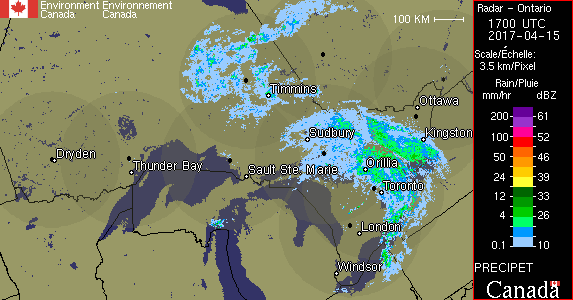 Environment Environnement
Canada Canada
100 KM
Timmins
Ottawa
Sudbury
Kingston
Dryden
Thunder Bay
Sault Ste. Marie
Orillia
Toronto
London
Windsor
Radar - Ontario
1700 UTC
2017-04-15
Scale/Échelle:
3.5 km/Pixel
Rain/Pluie
mm/hr dBZ
200 61
100 52
50 46
24 39
12 33
4 26
0.1 10
PRECIPET
Canada